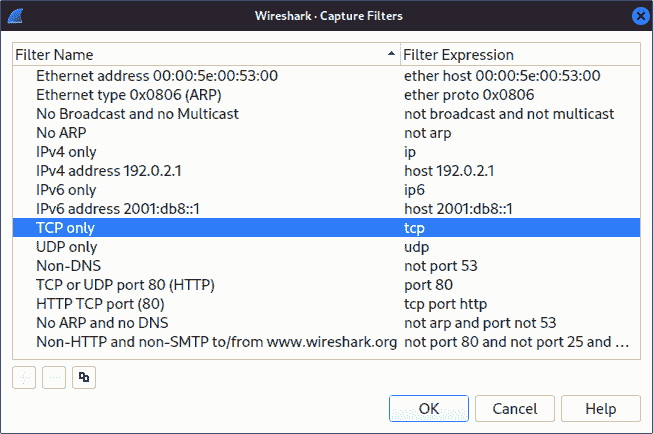 Wireshark · Capture Filters
Filter Name Filter Expression
Ethernet address 00:00:5e:00:53:00 ether host 00:00:5e:00:53:00
Ethernet type 0x0806 (ARP) ether proto 0x0806
No Broadcast and no Multicast not broadcast and not multicast
No ARP not arp
IPv4 only ip
IPv4 address 192.0.2.1 host 192.0.2.1
IPv6 only ip6
IPv6 address 2001:db8::1 host 2001:db8::1
TCP only tcp
UDP only udp
Non-DNS not port 53
TCP or UDP port 80 (HTTP) port 80
HTTP TCP port (80) tcp port http
No ARP and no DNS not arp and port not 53
Non-HTTP and non-SMTP to/from www.wireshark.org not port 80 and not port 25 and ...
OK Cancel Help